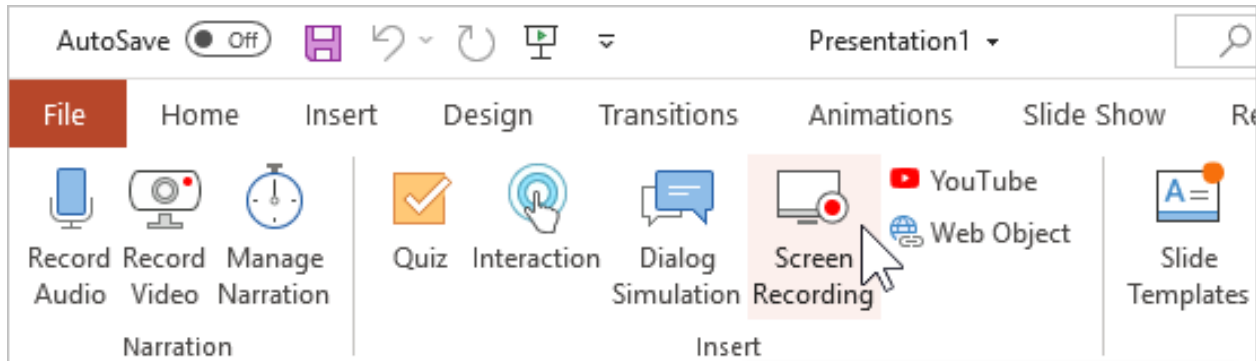 AutoSave Off Presentation1
File Home Insert Design Transitions Animations Slide Show
Record Audio
Record Video
Manage Narration
Quiz
Interaction
Dialog Simulation
Screen Recording
YouTube
Web Object
A
Slide Templates
Narration
Insert